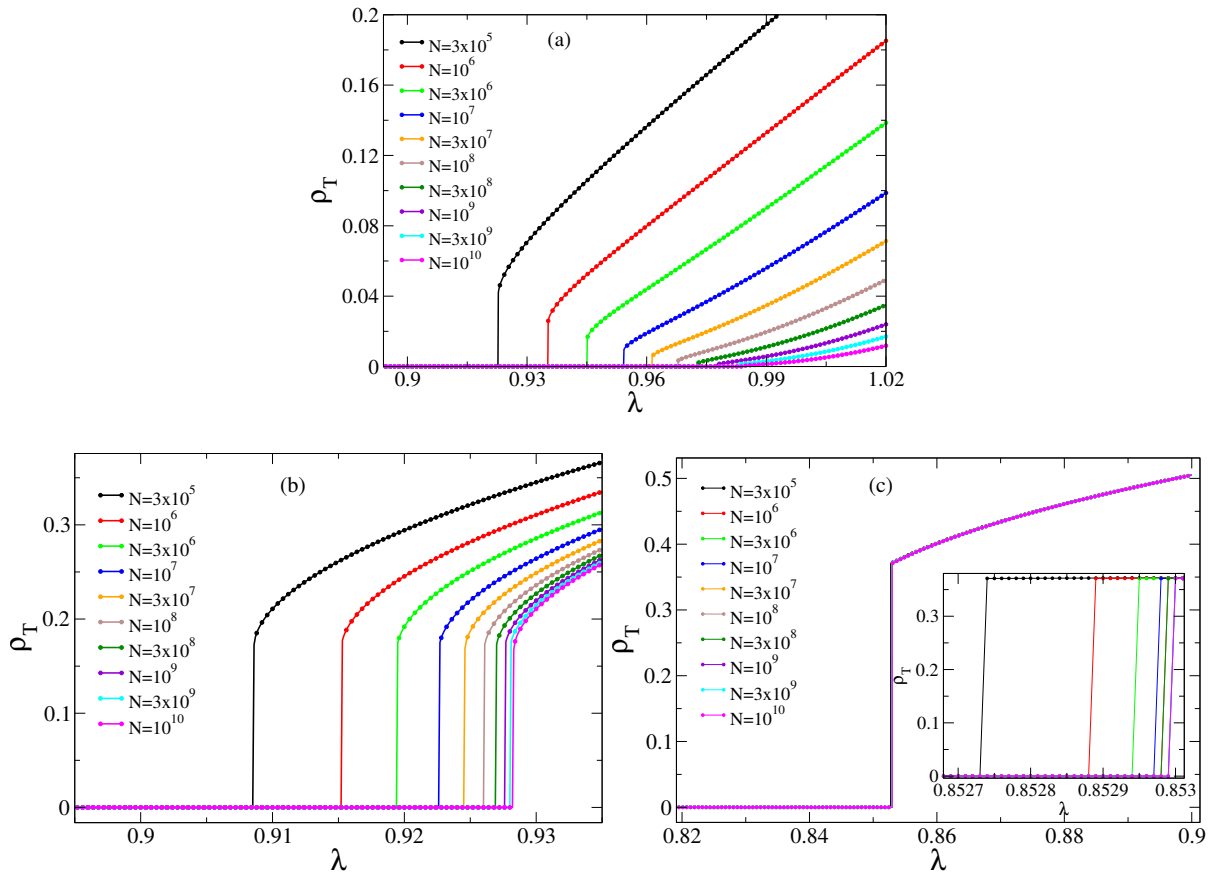 (a)
0.2
0.16
0.12
0.08
0.04
0
ρ_T
N=3x10^5
N=10^6
N=3x10^6
N=10^7
N=3x10^7
N=10^8
N=3x10^8
N=10^9
N=3x10^9
N=10^10
0.9 0.93 0.96 0.99 1.02
λ
(b)
0.3
0.2
0.1
0
ρ_T
N=3x10^5
N=10^6
N=3x10^6
N=10^7
N=3x10^7
N=10^8
N=3x10^8
N=10^9
N=3x10^9
N=10^10
0.9 0.91 0.92 0.93
λ
(c)
0.5
0.4
0.3
0.2
0.1
0
ρ_T
N=3x10^5
N=10^6
N=3x10^6
N=10^7
N=3x10^7
N=10^8
N=3x10^8
N=10^9
N=3x10^9
N=10^10
0.3
0.2
0.1
0
ρ_T
0.8527 0.8528 0.8529 0.853
λ
0.82 0.84 0.86 0.88 0.9
λ